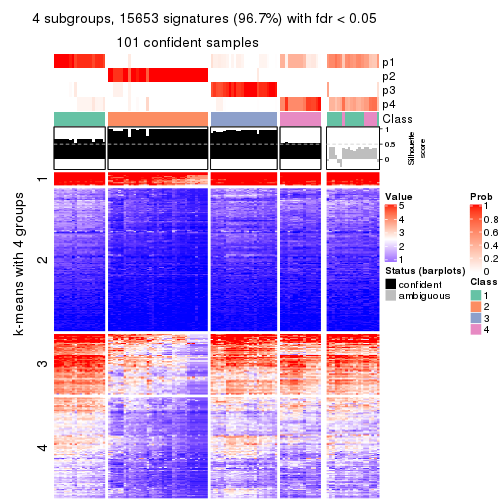 4 subgroups, 15653 signatures (96.7%) with fdr < 0.05
101 confident samples
p1
p2
p3
p4
Class
1
0.5
0
Silhouette
score
k-means with 4 groups
1
2
3
4
Value
5
4
3
2
1
Status (barplots)
confident
ambiguous
Prob
1
0.8
0.6
0.4
0.2
0
Class
1
2
3
4